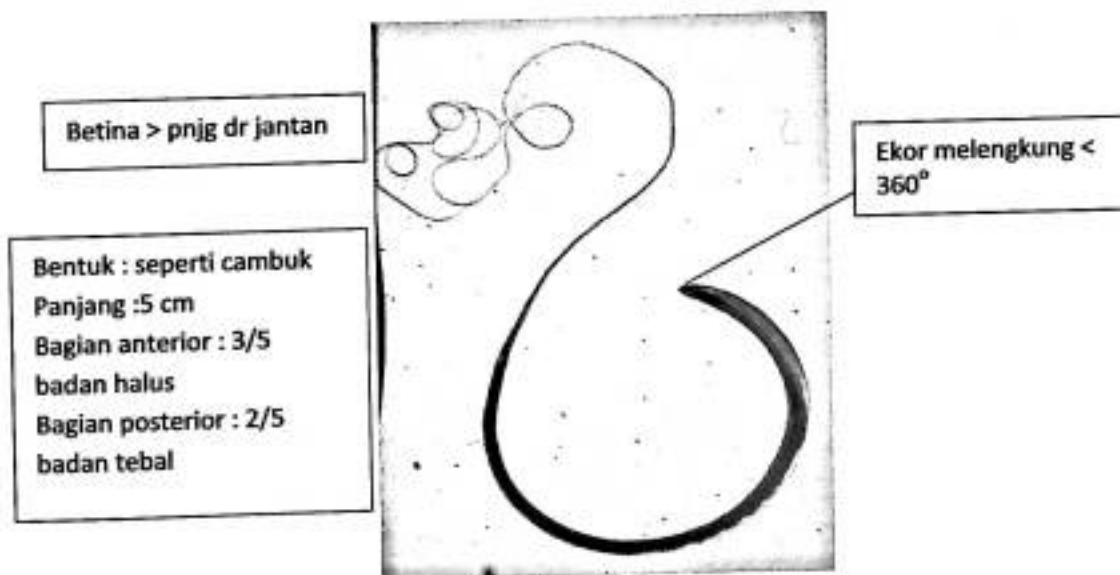 Betina > pnjg dr jantan
Ekor melengkung <
360°
Bentuk : seperti cambuk
Panjang :5 cm
Bagian anterior : 3/5
badan halus
Bagian posterior : 2/5
badan tebal